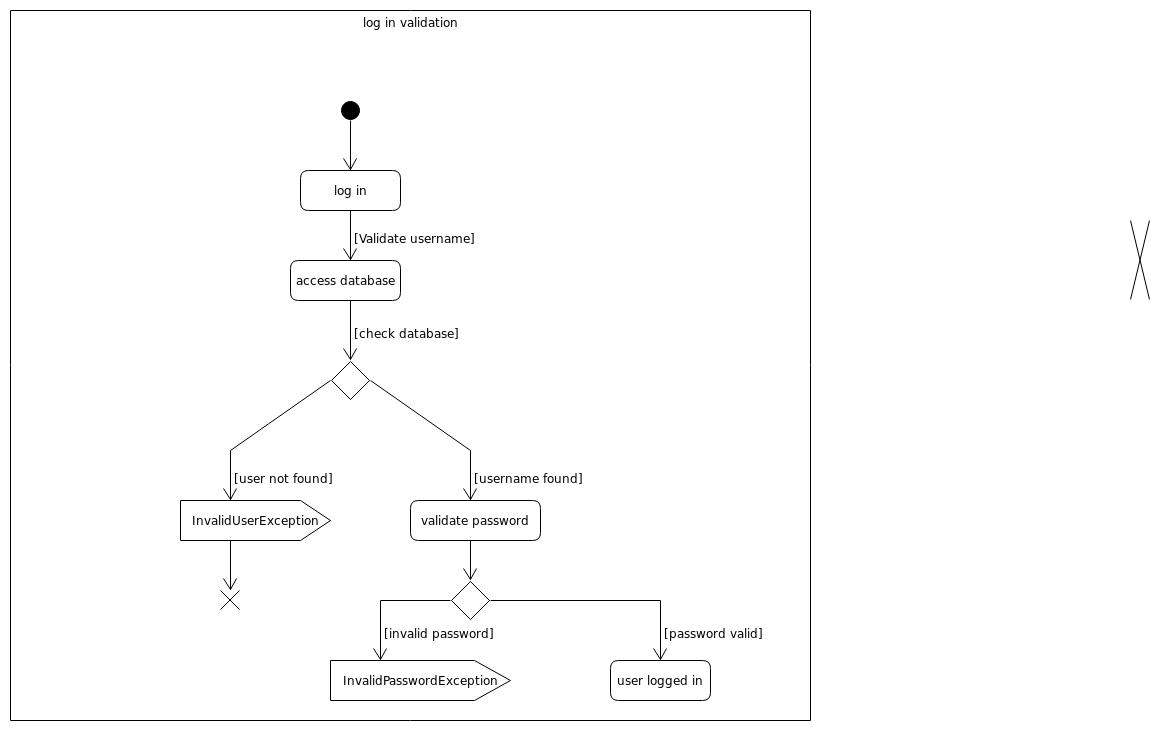 log in validation
log in
[Validate username]
access database
[check database]
[user not found]
[username found]
InvalidUserException
validate password
[invalid password]
[password valid]
InvalidPasswordException
user logged in